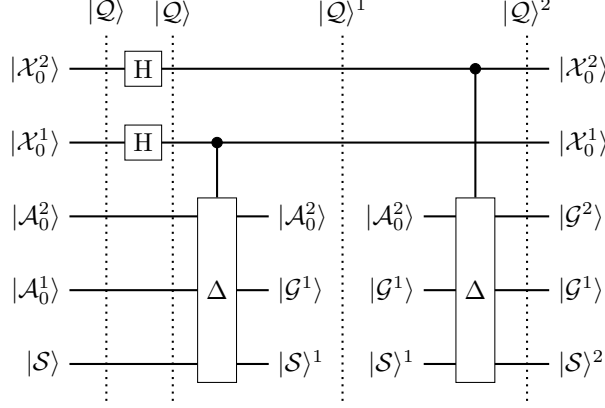 |𝒬⟩ |𝒬⟩ |𝒬⟩¹ |𝒬⟩²
|𝒳₀²⟩ H |𝒳₀²⟩
|𝒳₀¹⟩ H |𝒳₀¹⟩
|𝒜₀²⟩ |𝒜₀²⟩ |𝒜₀²⟩ |𝒢²⟩
|𝒜₀¹⟩ Δ |𝒢¹⟩ |𝒢¹⟩ Δ |𝒢¹⟩
|𝒮⟩ |𝒮⟩¹ |𝒮⟩¹ |𝒮⟩²